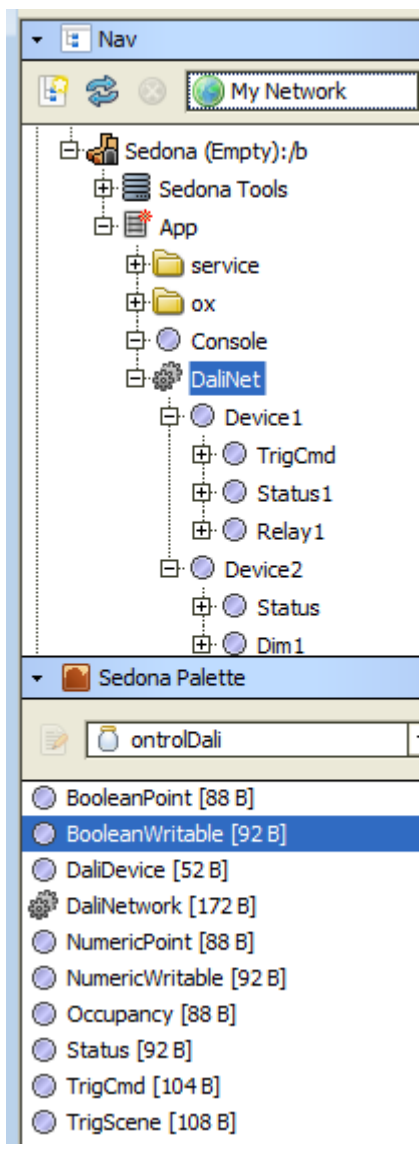 Nav
My Network
Sedona (Empty):/b
Sedona Tools
App
service
ox
Console
DaliNet
Device1
TrigCmd
Status1
Relay1
Device2
Status
Dim1
Sedona Palette
ontrolDali
BooleanPoint [88 B]
BooleanWritable [92 B]
DaliDevice [52 B]
DaliNetwork [172 B]
NumericPoint [88 B]
NumericWritable [92 B]
Occupancy [88 B]
Status [92 B]
TrigCmd [104 B]
TrigScene [108 B]